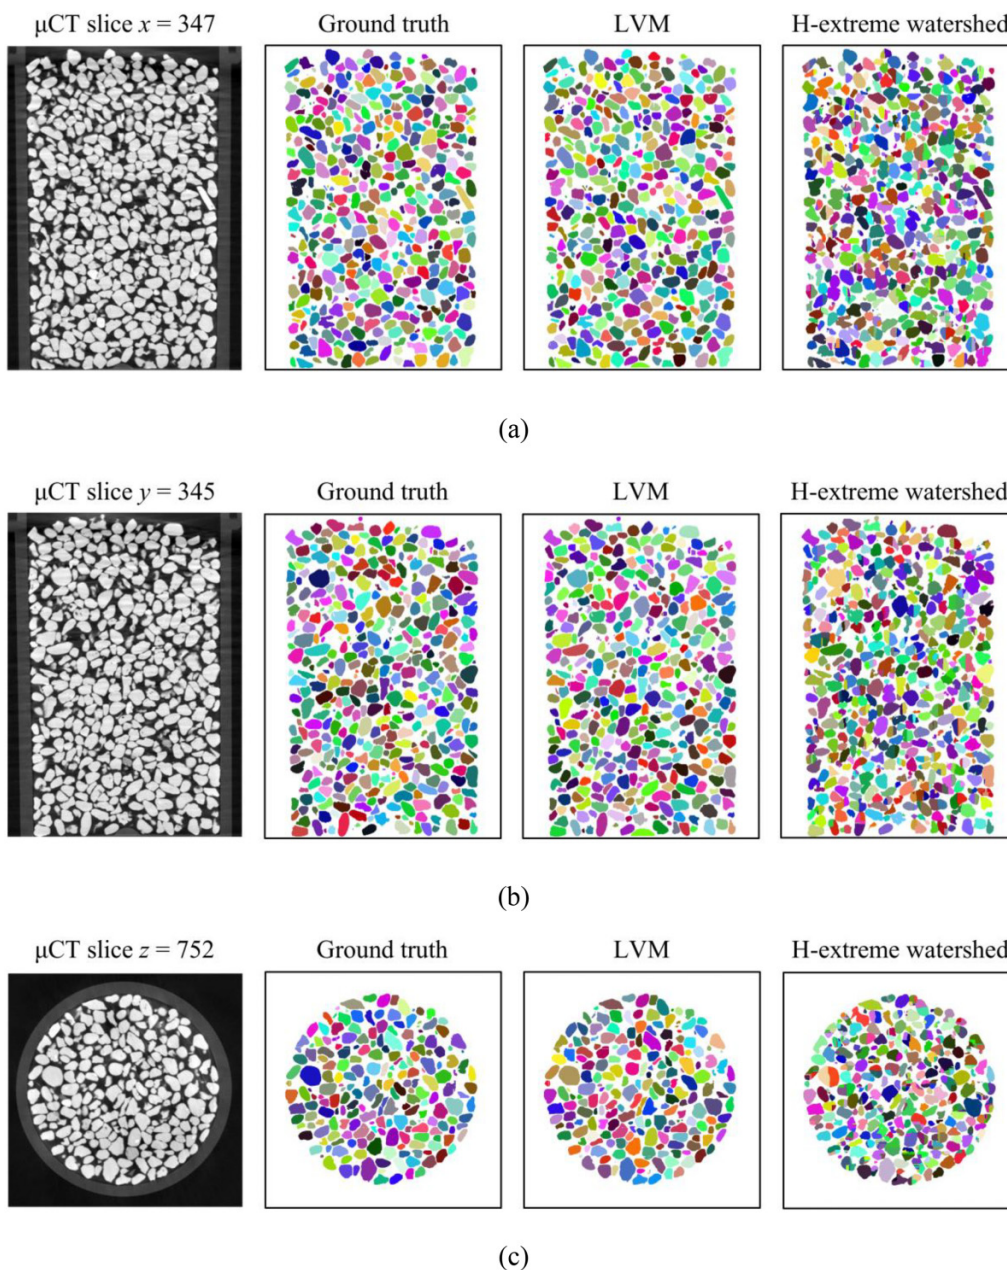 μCT slice x = 347 Ground truth LVM H-extreme watershed
(a)
μCT slice y = 345 Ground truth LVM H-extreme watershed
(b)
μCT slice z = 752 Ground truth LVM H-extreme watershed
(c)